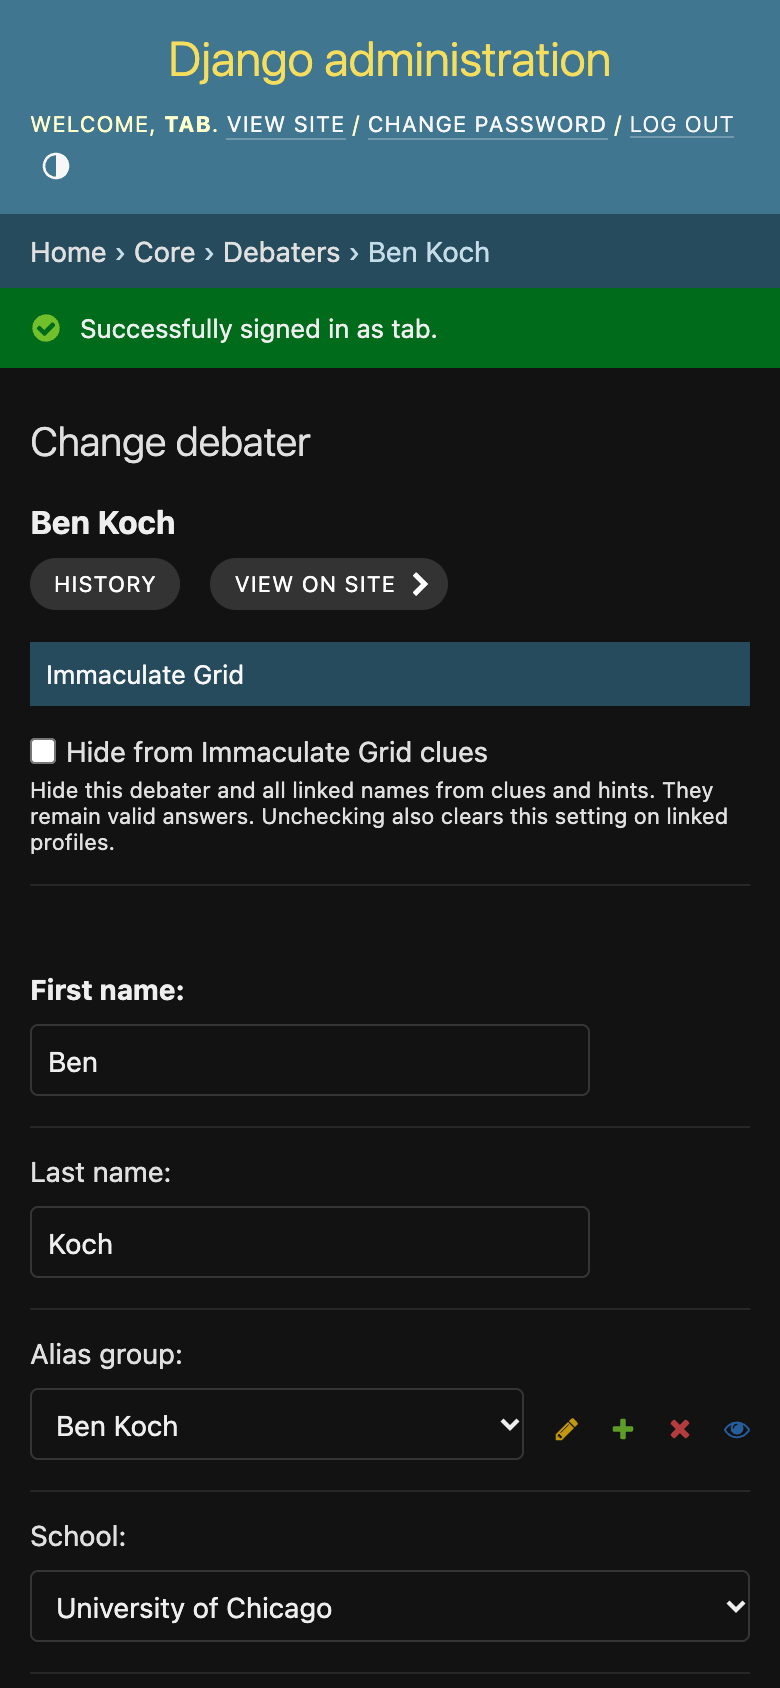 Django administration
WELCOME, TAB. VIEW SITE / CHANGE PASSWORD / LOG OUT
Home › Core › Debaters › Ben Koch
Successfully signed in as tab.
Change debater
Ben Koch
HISTORY
VIEW ON SITE
Immaculate Grid
Hide from Immaculate Grid clues
Hide this debater and all linked names from clues and hints. They
remain valid answers. Unchecking also clears this setting on linked
profiles.
First name:
Ben
Last name:
Koch
Alias group:
Ben Koch
School:
University of Chicago